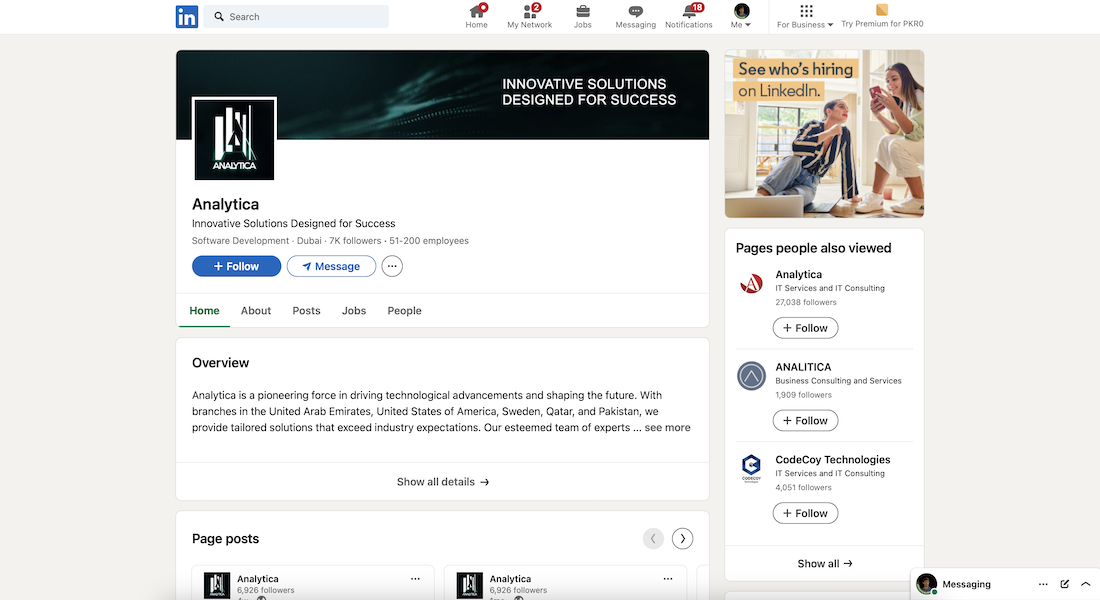 in
Search
Home
2
My Network
Jobs
Messaging
18
Notifications
Me
For Business
Try Premium for PKR0
INNOVATIVE SOLUTIONS
DESIGNED FOR SUCCESS
ANALYTICA
Analytica
Innovative Solutions Designed for Success
Software Development · Dubai · 7K followers · 51-200 employees
+ Follow
Message
Home About Posts Jobs People
Overview
Analytica is a pioneering force in driving technological advancements and shaping the future. With
branches in the United Arab Emirates, United States of America, Sweden, Qatar, and Pakistan, we
provide tailored solutions that exceed industry expectations. Our esteemed team of experts ... see more
Show all details →
Page posts
Analytica
6,926 followers
Analytica
6,926 followers
See who's hiring
on LinkedIn.
Pages people also viewed
Analytica
IT Services and IT Consulting
27,038 followers
+ Follow
ANALITICA
Business Consulting and Services
1,909 followers
+ Follow
CODECOY
CodeCoy Technologies
IT Services and IT Consulting
4,051 followers
+ Follow
Show all →
Messaging